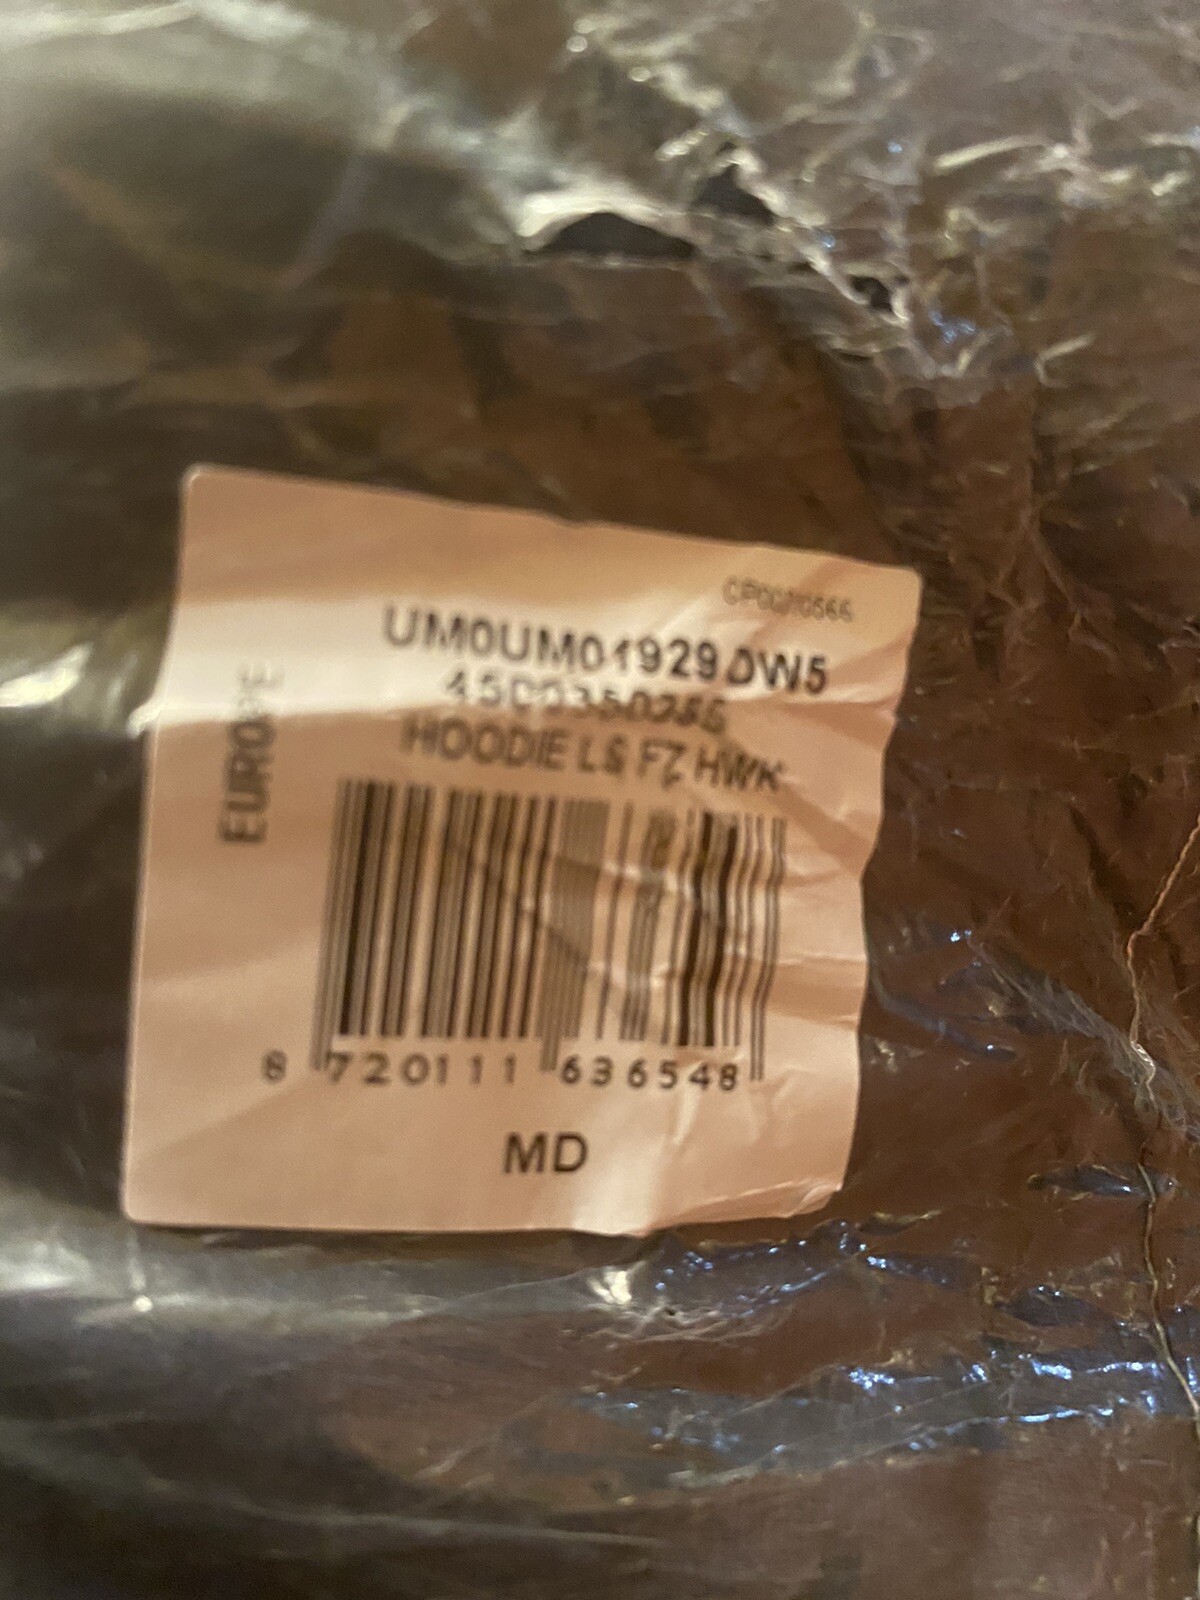 UM0UM01929 DW5
HOODIE LS FZ HWK
EUROPE
8 720111 636548
MD